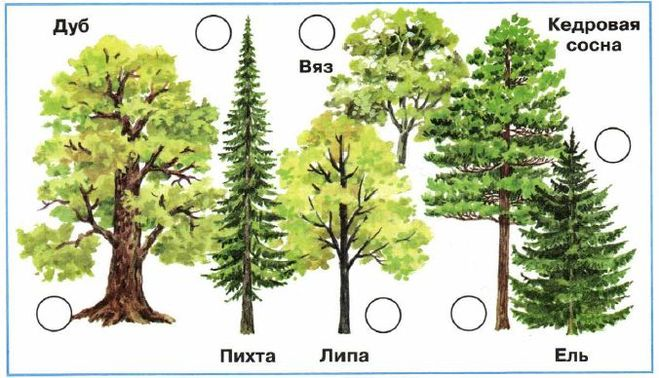 Дуб
Вяз
Кедровая
сосна
Пихта
Липа
Ель